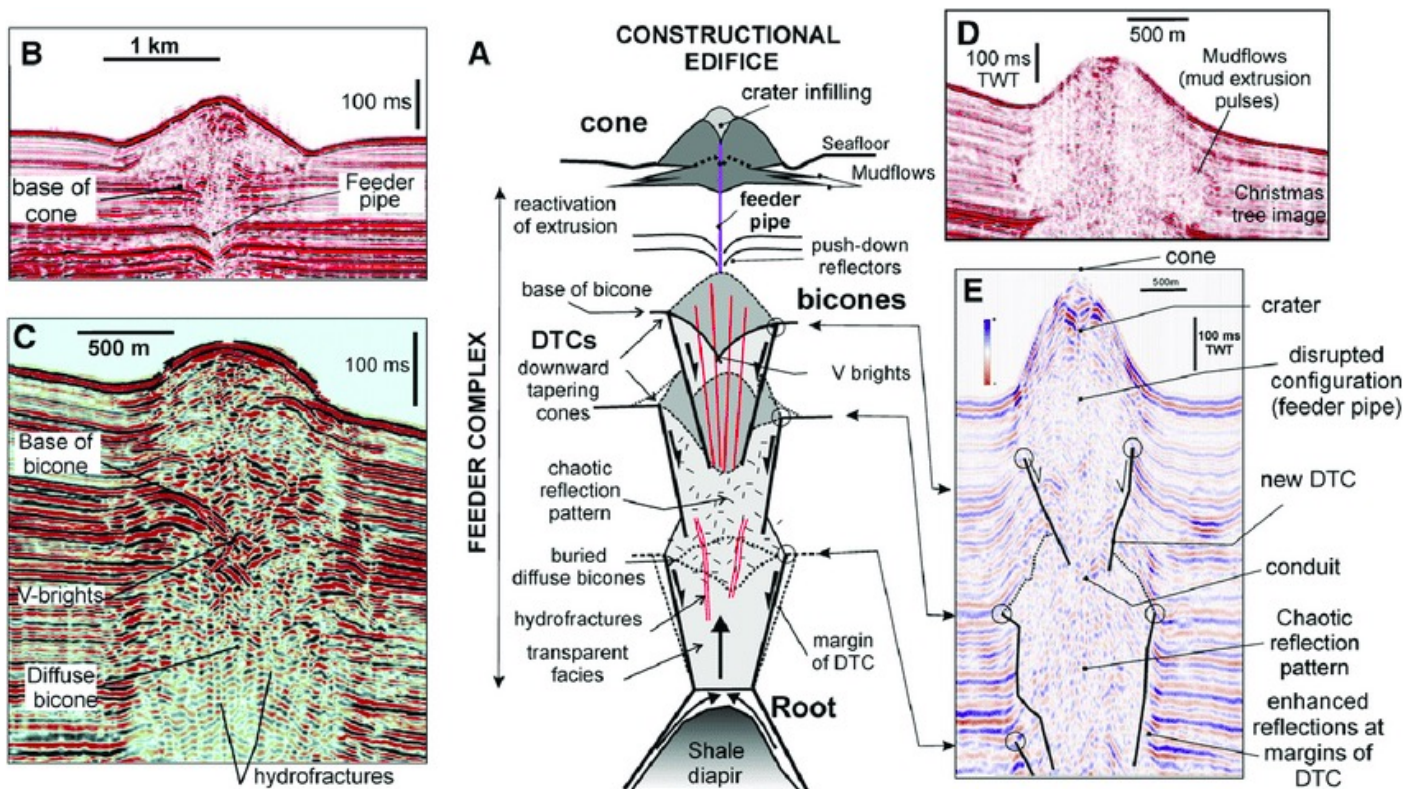 B
1 km
100 ms
base of
cone
Feeder
pipe
C
500 m
100 ms
Base of
bicone
V-brights
Diffuse
bicone
hydrofractures
A
CONSTRUCTIONAL
EDIFICE
crater infilling
cone
Seafloor
Mudflows
reactivation
of extrusion
feeder
pipe
push-down
reflectors
base of bicone
bicones
DTCs
downward
tapering
cones
V brights
FEEDER COMPLEX
chaotic
reflection
pattern
buried
diffuse bicones
hydrofractures
transparent
facies
margin
of DTC
Root
Shale
diapir
D
500 m
100 ms
TWT
Mudflows
(mud extrusion
pulses)
Christmas
tree image
E
cone
500m
100 ms
TWT
crater
disrupted
configuration
(feeder pipe)
new DTC
conduit
Chaotic
reflection
pattern
enhanced
reflections at
margins of
DTC